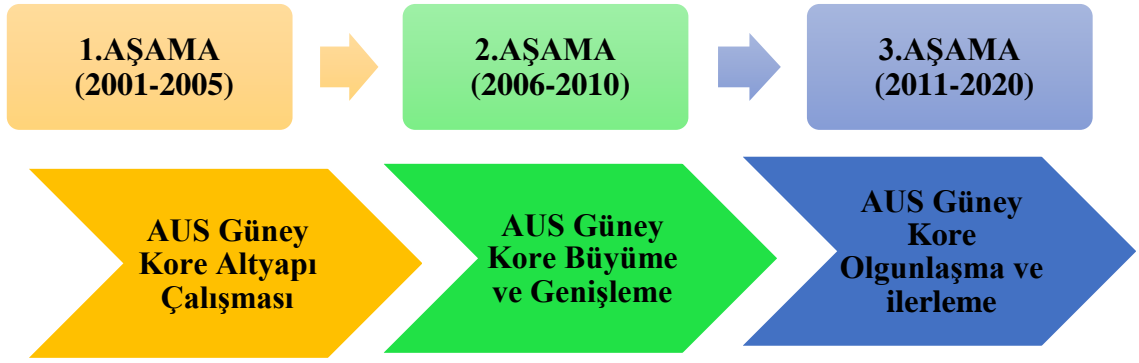 1.AŞAMA
(2001-2005)
2.AŞAMA
(2006-2010)
3.AŞAMA
(2011-2020)
AUS Güney
Kore Altyapı
Çalışması
AUS Güney
Kore Büyüme
ve Genişleme
AUS Güney
Kore
Olgunlaşma ve
ilerleme